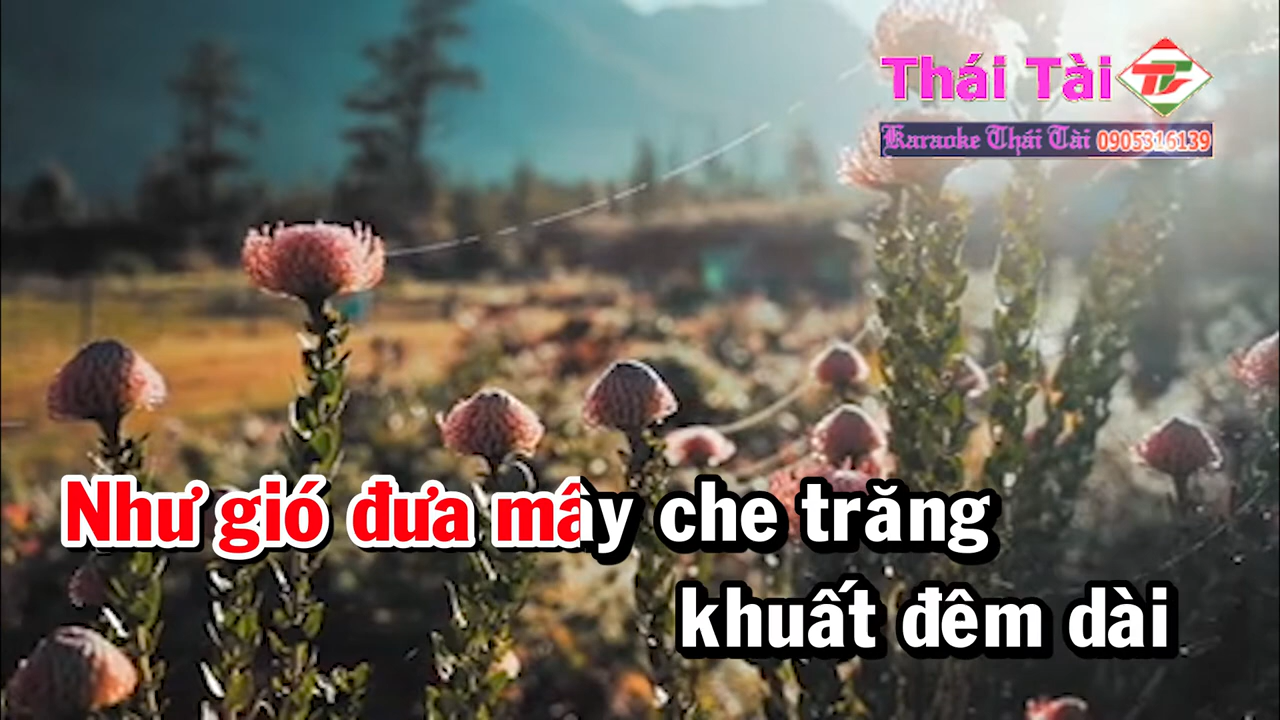 Thái Tài
Karaoke Thái Tài 0905316139
Như gió đưa mây che trăng
khuất đêm dài